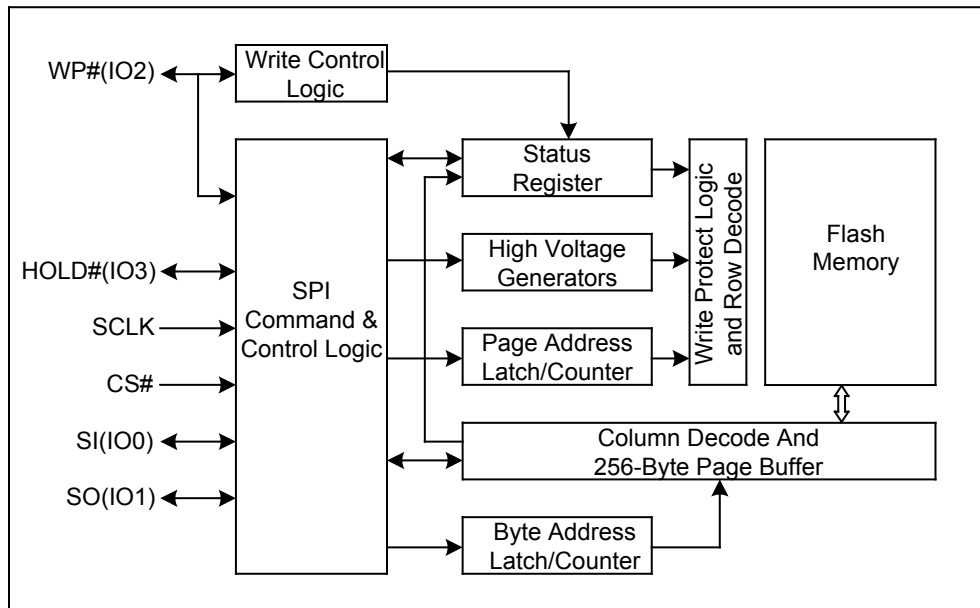 WP#(IO2)
Write Control
Logic
HOLD#(IO3)
SCLK
CS#
SI(IO0)
SO(IO1)
SPI
Command &
Control Logic
Status
Register
High Voltage
Generators
Page Address
Latch/Counter
Write Protect Logic
and Row Decode
Flash
Memory
Column Decode And
256-Byte Page Buffer
Byte Address
Latch/Counter